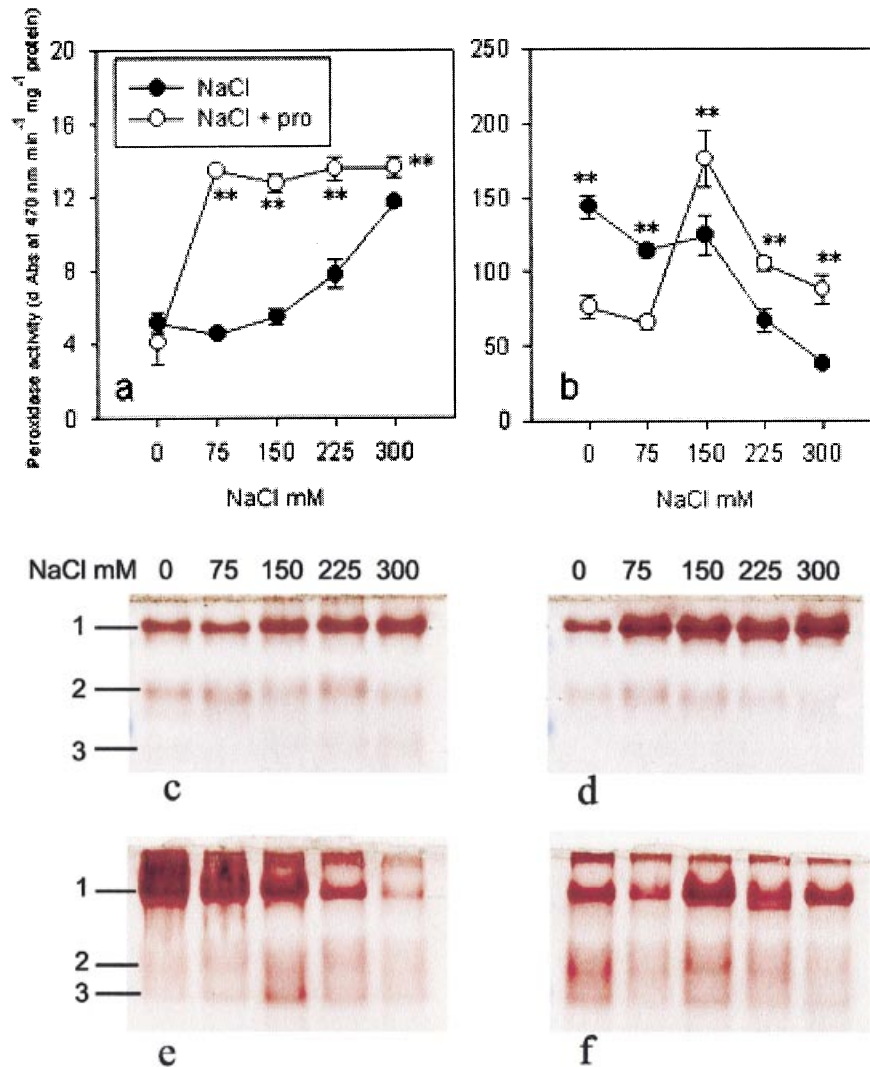 Peroxidase activity (d Abs at 470 nm min⁻¹ mg⁻¹ protein)
20
16
12
8
4
0
NaCl
NaCl + pro
**
**
**
**
a
0 75 150 225 300
NaCl mM
250
200
150
100
50
0
**
**
**
**
**
b
0 75 150 225 300
NaCl mM
NaCl mM 0 75 150 225 300
1
2
3
c
0 75 150 225 300
d
1
2
3
e
f